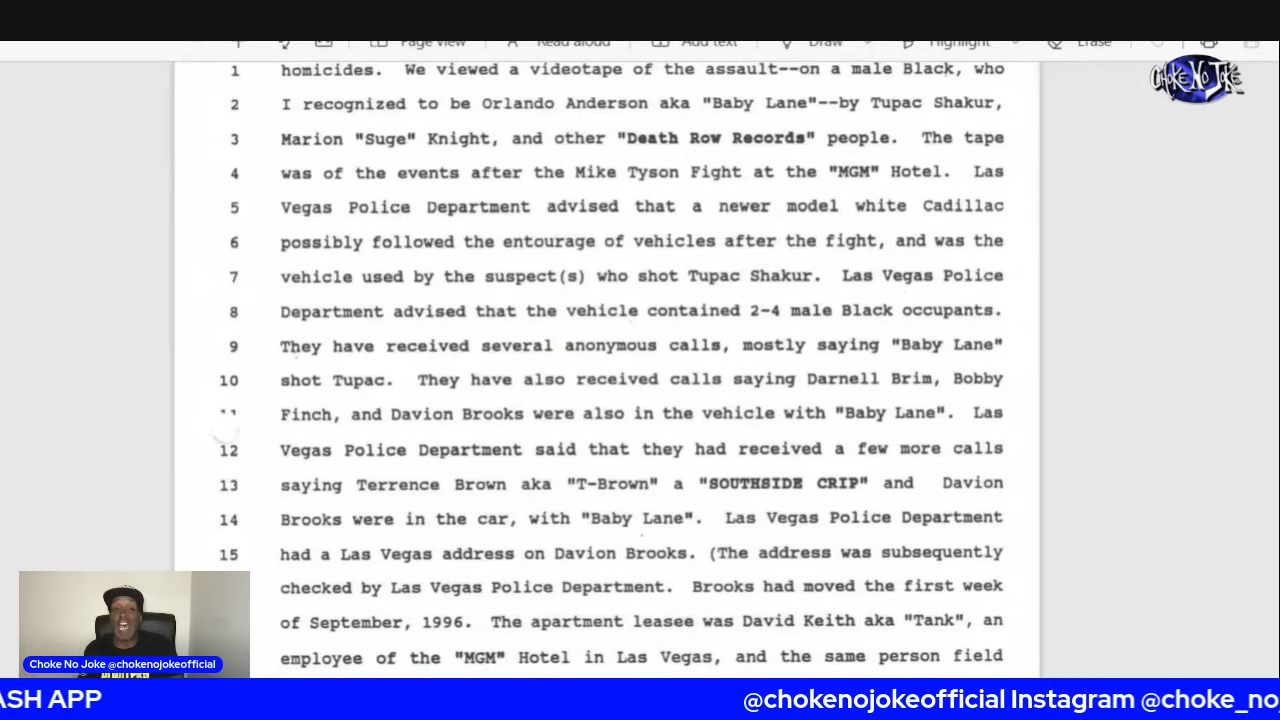 Page view Read aloud Add text Draw Highlight Erase
CHOKE NO JOKE
1 homicides. We viewed a videotape of the assault--on a male Black, who
2 I recognized to be Orlando Anderson aka "Baby Lane"--by Tupac Shakur,
3 Marion "Suge" Knight, and other "Death Row Records" people. The tape
4 was of the events after the Mike Tyson Fight at the "MGM" Hotel. Las
5 Vegas Police Department advised that a newer model white Cadillac
6 possibly followed the entourage of vehicles after the fight, and was the
7 vehicle used by the suspect(s) who shot Tupac Shakur. Las Vegas Police
8 Department advised that the vehicle contained 2-4 male Black occupants.
9 They have received several anonymous calls, mostly saying "Baby Lane"
10 shot Tupac. They have also received calls saying Darnell Brim, Bobby
Finch, and Davion Brooks were also in the vehicle with "Baby Lane". Las
12 Vegas Police Department said that they had received a few more calls
13 saying Terrence Brown aka "T-Brown" a "SOUTHSIDE CRIP" and Davion
14 Brooks were in the car, with "Baby Lane". Las Vegas Police Department
15 had a Las Vegas address on Davion Brooks. (The address was subsequently
checked by Las Vegas Police Department. Brooks had moved the first week
of September, 1996. The apartment leasee was David Keith aka "Tank", an
employee of the "MGM" Hotel in Las Vegas, and the same person field
Choke No Joke @chokenojokeofficial
ASH APP @chokenojokeofficial Instagram @choke_no